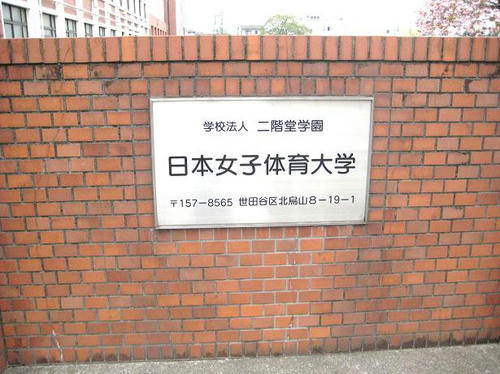 学校法人 二階堂学園
日本女子体育大学
〒157-8565 世田谷区北烏山8-19-1